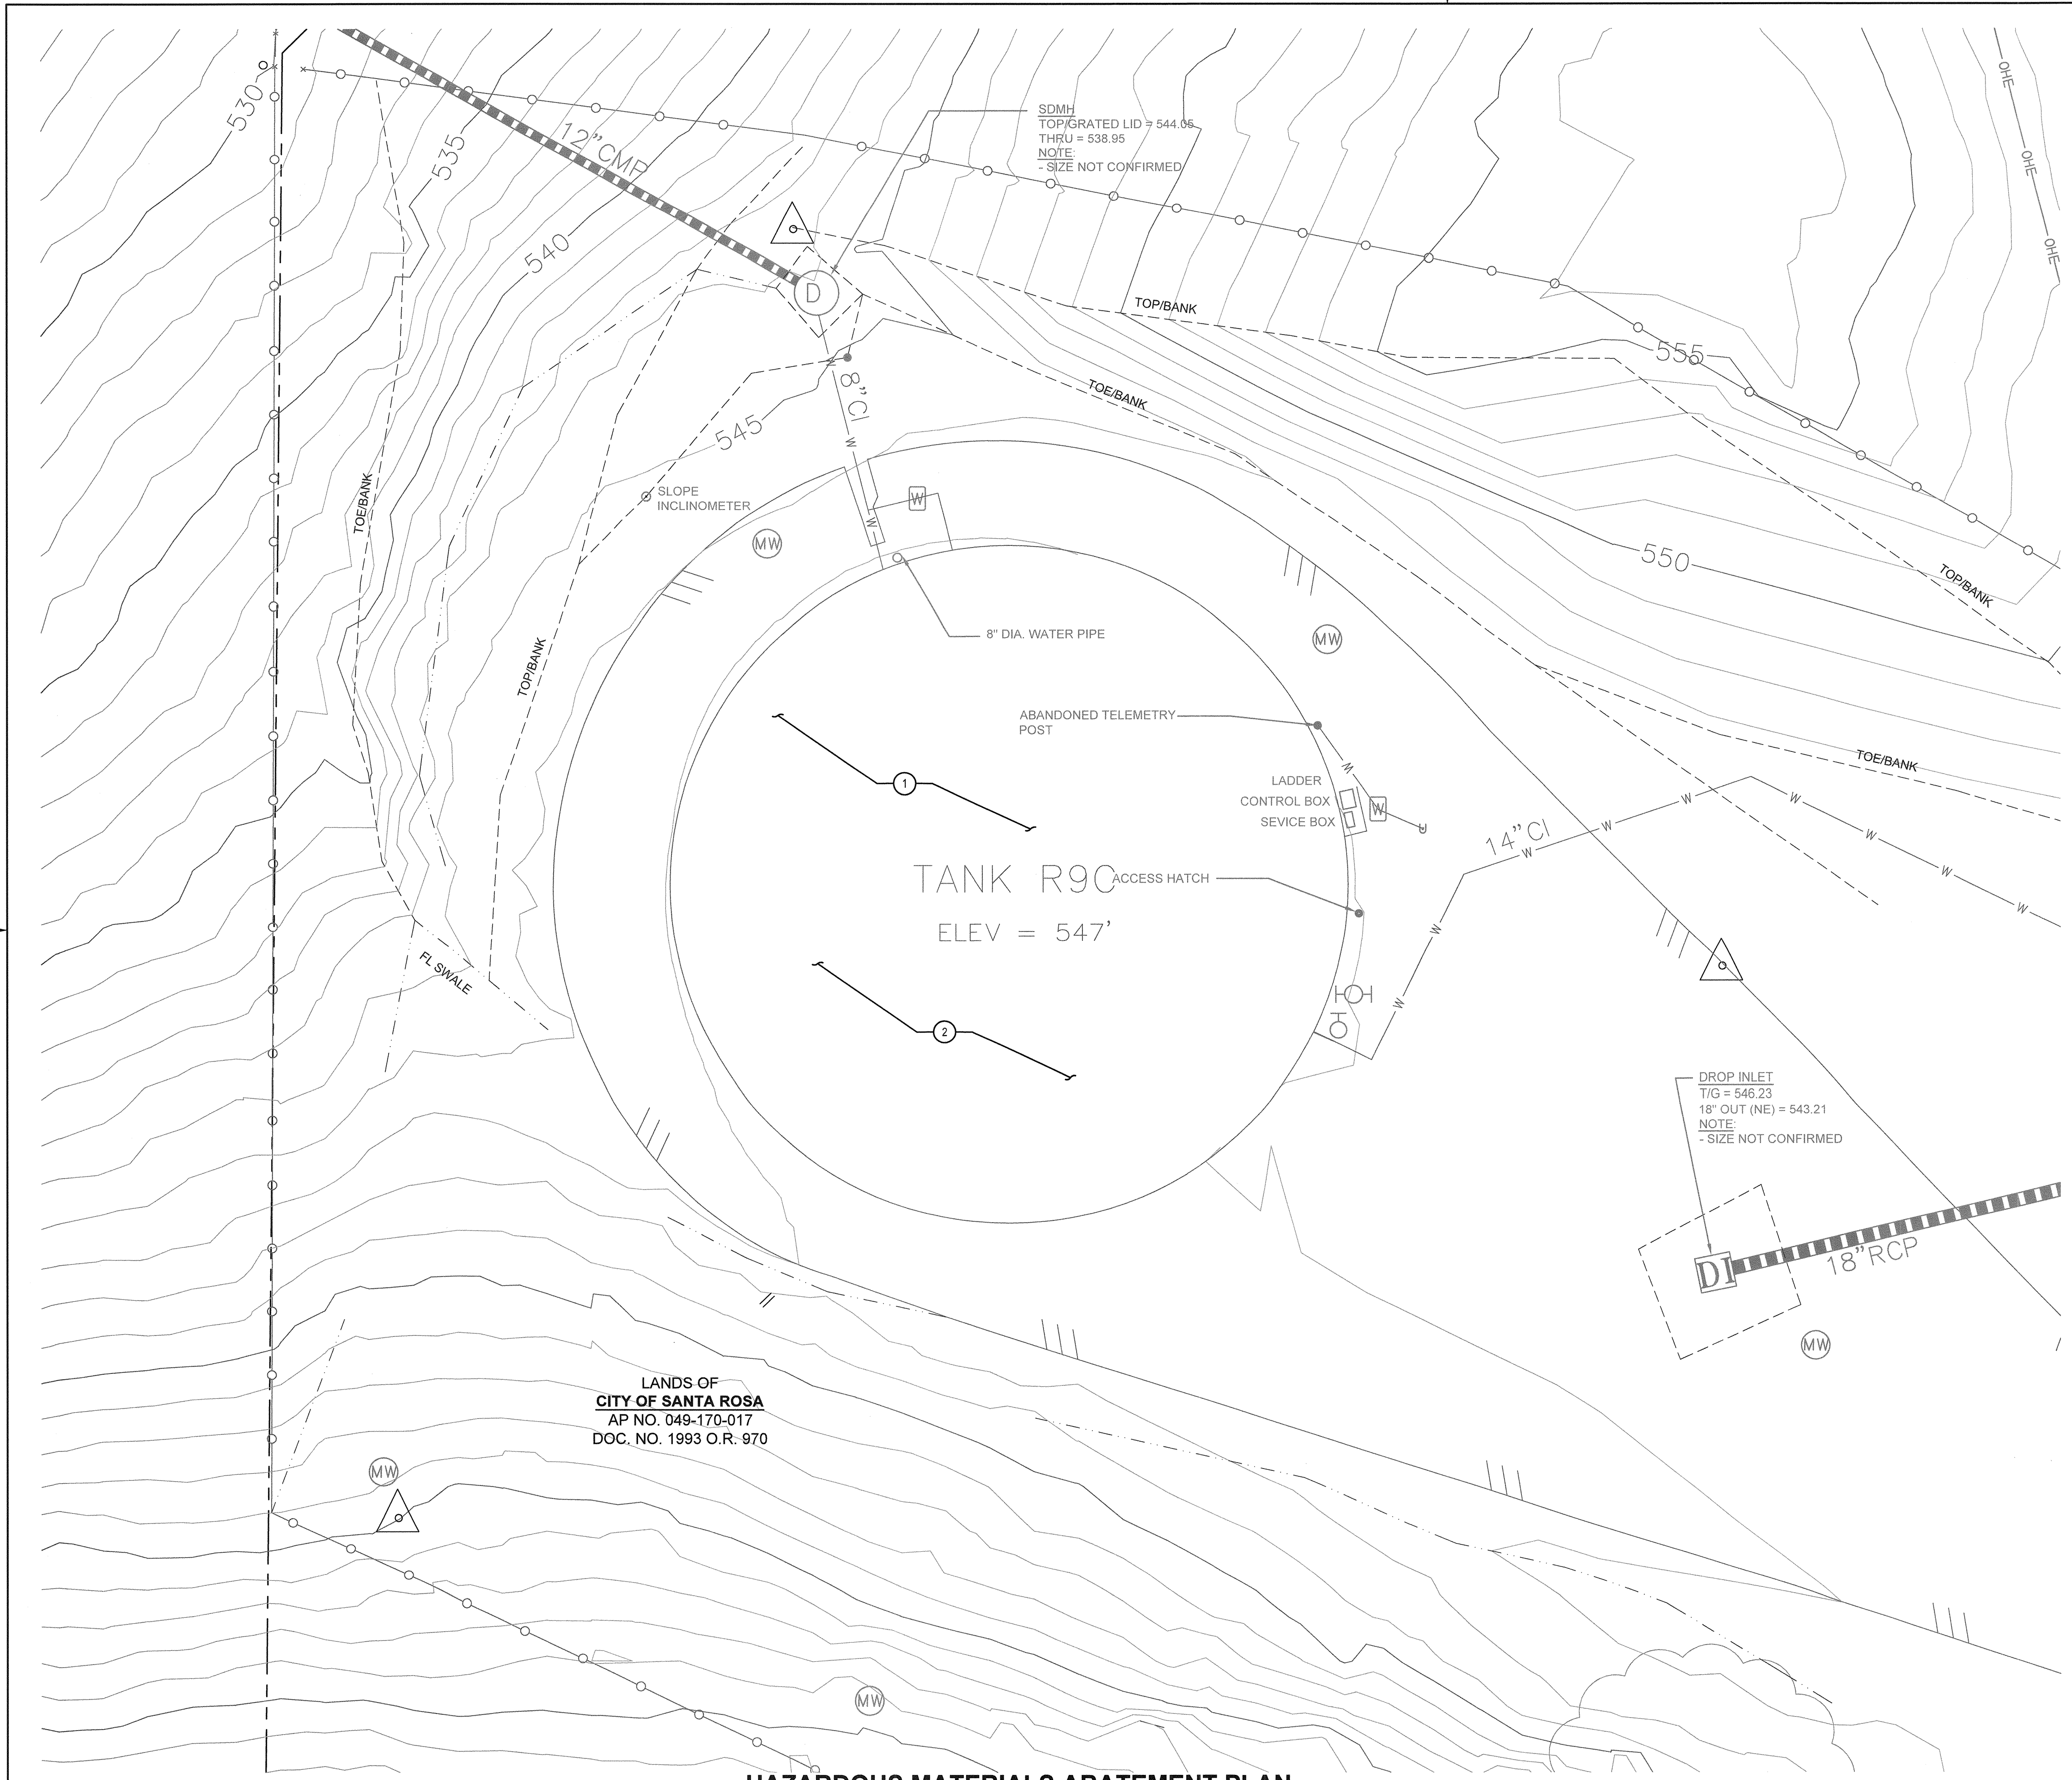 530
535
12"CMP
540
SDMH
TOP/GRATED LID = 544.05
THRU = 538.95
NOTE:
- SIZE NOT CONFIRMED
OHE
OHE
OHE
D
TOP/BANK
555
W
8"CI
W
TOE/BANK
545
SLOPE
INCLINOMETER
TOE/BANK
W
W
MW
550
TOP/BANK
8" DIA. WATER PIPE
MW
TOP/BANK
ABANDONED TELEMETRY
POST
W
TOE/BANK
LADDER
CONTROL BOX
SEVICE BOX
W
1
14"CI
W
W
W
W
W
W
W
TANK R9C
ACCESS HATCH
ELEV = 547'
W
W
FL SWALE
2
DROP INLET
T/G = 546.23
18" OUT (NE) = 543.21
NOTE:
- SIZE NOT CONFIRMED
DI
18"RCP
MW
LANDS OF
CITY OF SANTA ROSA
AP NO. 049-170-017
DOC. NO. 1993 O.R. 970
MW
MW
HAZARDOUS MATERIALS ABATEMENT PLAN